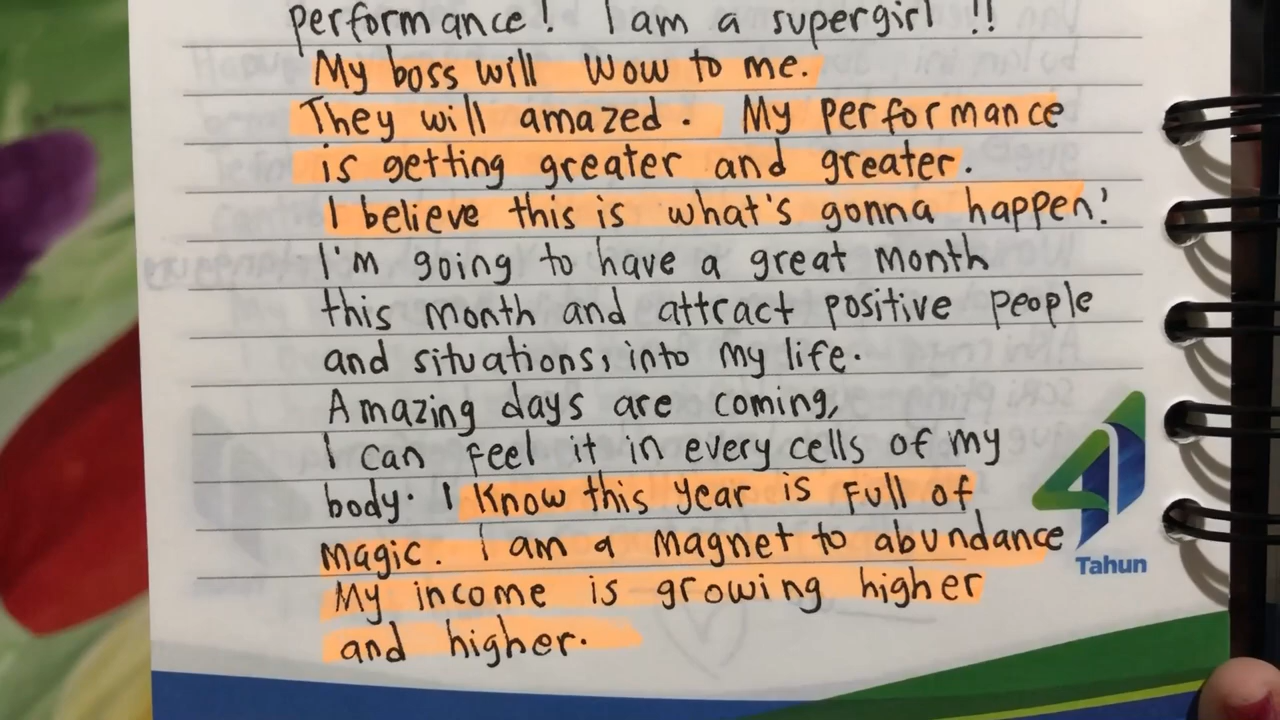 performance! I am a supergirl !!
My boss will Wow to me.
They will amazed. My performance
is getting greater and greater.
I believe this is what's gonna happen!
I'm going to have a great month
this month and attract positive people
and situations, into my life.
Amazing days are coming,
I can feel it in every cells of my
body. I know this year is full of
magic. I am a magnet to abundance
My income is growing higher
and higher.
41
Tahun